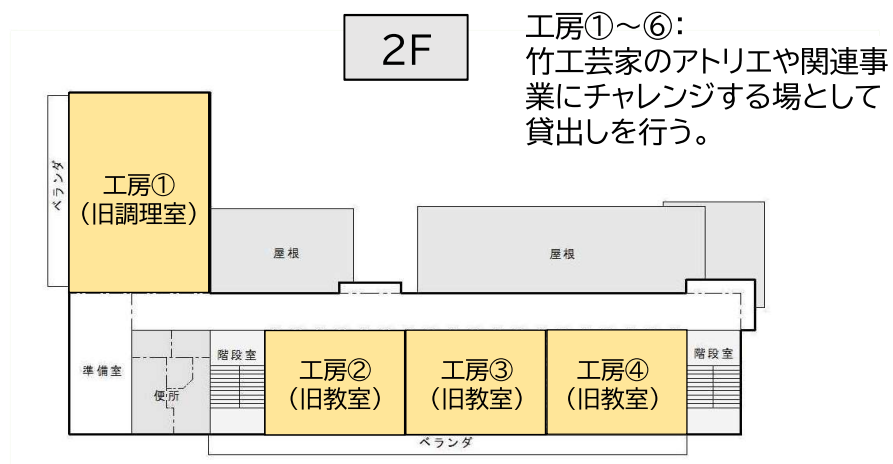 2F
工房①~⑥:
竹工芸家のアトリエや関連事
業にチャレンジする場として
貸出しを行う。
ベランダ
工房①
(旧調理室)
屋根
屋根
準備室
便所
階段室
工房②
(旧教室)
工房③
(旧教室)
工房④
(旧教室)
階段室
ベランダ